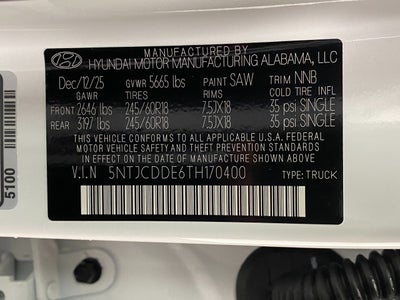 MANUFACTURED BY
HYUNDAI MOTOR MANUFACTURING ALABAMA, LLC
Dec/12/25 GVWR 5665 lbs PAINT SAW TRIM NNB
GAWR TIRES RIMS COLD TIRE INFL
FRONT 2646 lbs 245/60R18 7.5JX18 35 psi SINGLE
REAR 3197 lbs 245/60R18 7.5JX18 35 psi SINGLE
THIS VEHICLE CONFORMS TO ALL APPLICABLE U.S.A. FEDERAL
MOTOR VEHICLE SAFETY AND THEFT PREVENTION STANDARDS
IN EFFECT ON THE DATE OF MANUFACTURE SHOWN ABOVE.
V.I.N 5NTJCDDE6TH170400
TYPE: TRUCK
5100